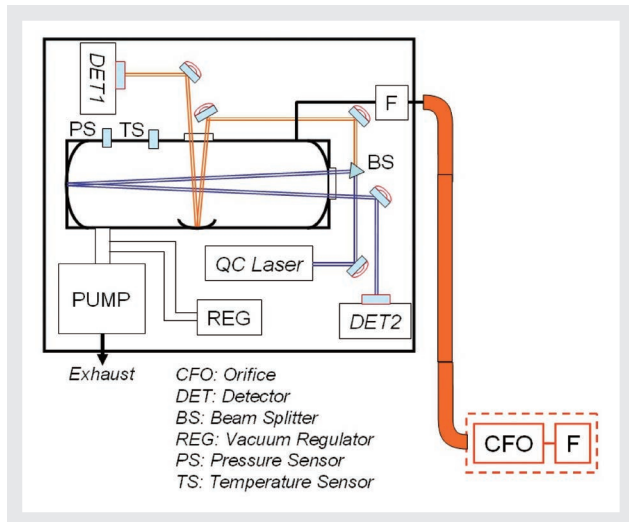 DET1
F
PS
TS
BS
QC Laser
PUMP
REG
DET2
Exhaust
CFO: Orifice
DET: Detector
BS: Beam Splitter
REG: Vacuum Regulator
PS: Pressure Sensor
TS: Temperature Sensor
CFO
F